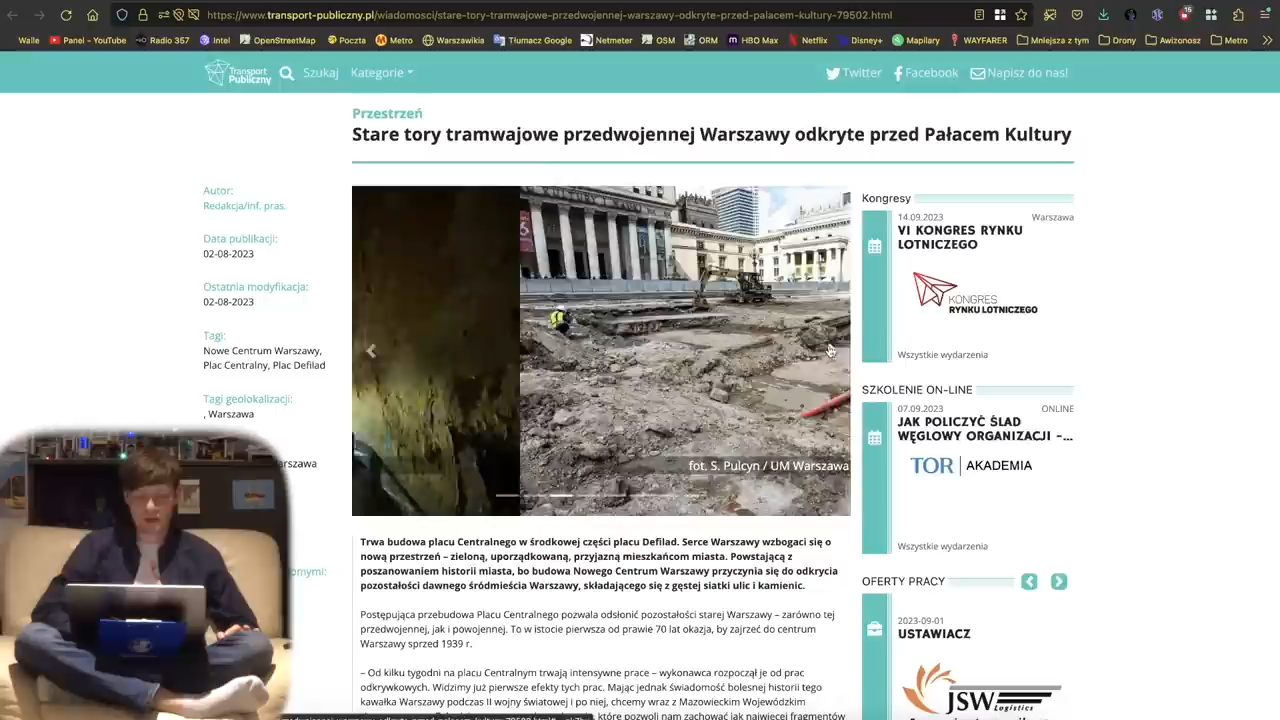 https://www.transport-publiczny.pl/wiadomosci/stare-tory-tramwajowe-przedwojennej-warszawy-odkryte-przed-palacem-kultury-79502.html
15
Walle Panel - YouTube Radio 357 Intel OpenStreetMap Poczta Metro Warszawikia Tłumacz Google Netmeter OSM ORM HBO Max Netflix Disney+ Mapilary WAYFARER Mniejsza z tym Drony Awizonosz Metro
Transport Publiczny Szukaj Kategorie Twitter Facebook Napisz do nas!
Przestrzeń
Stare tory tramwajowe przedwojennej Warszawy odkryte przed Pałacem Kultury
Autor:
Redakcja/inf. pras.
Data publikacji:
02-08-2023
Ostatnia modyfikacja:
02-08-2023
Tagi:
Nowe Centrum Warszawy,
Plac Centralny, Plac Defilad
Tagi geolokalizacji:
, Warszawa
arszawa
omymi:
fot. S. Pulcyn / UM Warszawa
Trwa budowa placu Centralnego w środkowej części placu Defilad. Serce Warszawy wzbogaci się o
nową przestrzeń – zieloną, uporządkowaną, przyjazną mieszkańcom miasta. Powstającą z
poszanowaniem historii miasta, bo budowa Nowego Centrum Warszawy przyczynia się do odkrycia
pozostałości dawnego śródmieścia Warszawy, składającego się z gęstej siatki ulic i kamienic.
Postępująca przebudowa Placu Centralnego pozwala odsłonić pozostałości starej Warszawy – zarówno tej
przedwojennej, jak i powojennej. To w istocie pierwsza od prawie 70 lat okazja, by zajrzeć do centrum
Warszawy sprzed 1939 r.
– Od kilku tygodni na placu Centralnym trwają intensywne prace – wykonawca rozpoczął je od prac
odkrywkowych. Widzimy już pierwsze efekty tych prac. Mając jednak świadomość bolesnej historii tego
kawałka Warszawy podczas II wojny światowej i po niej, chcemy wraz z Mazowieckim Wojewódzkim
które pozwoli nam zachować jak najwięcej fragmentów
Kongresy
14.09.2023 Warszawa
VI KONGRES RYNKU
LOTNICZEGO
KONGRES
RYNKU LOTNICZEGO
Wszystkie wydarzenia
SZKOLENIE ON-LINE
07.09.2023 ONLINE
JAK POLICZYĆ ŚLAD
WĘGLOWY ORGANIZACJI -...
TOR AKADEMIA
Wszystkie wydarzenia
OFERTY PRACY
2023-09-01
USTAWIACZ
JSW
Logistics